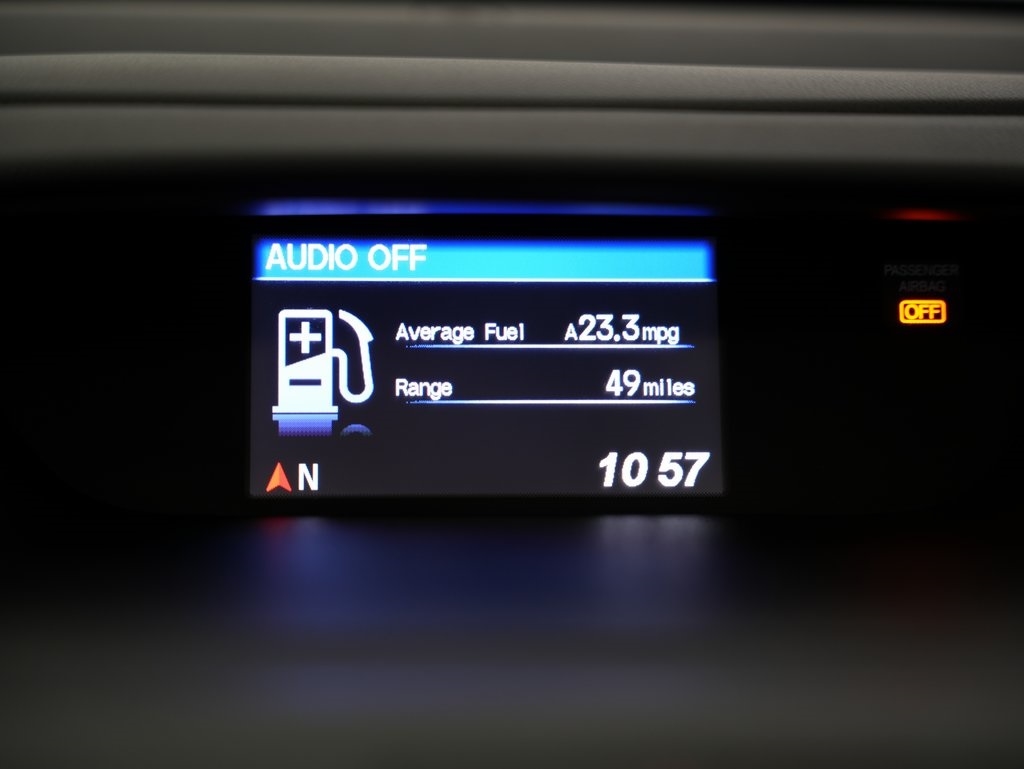 AUDIO OFF
PASSENGER
AIRBAG
OFF
Average Fuel A23.3mpg
Range 49miles
N 10 57